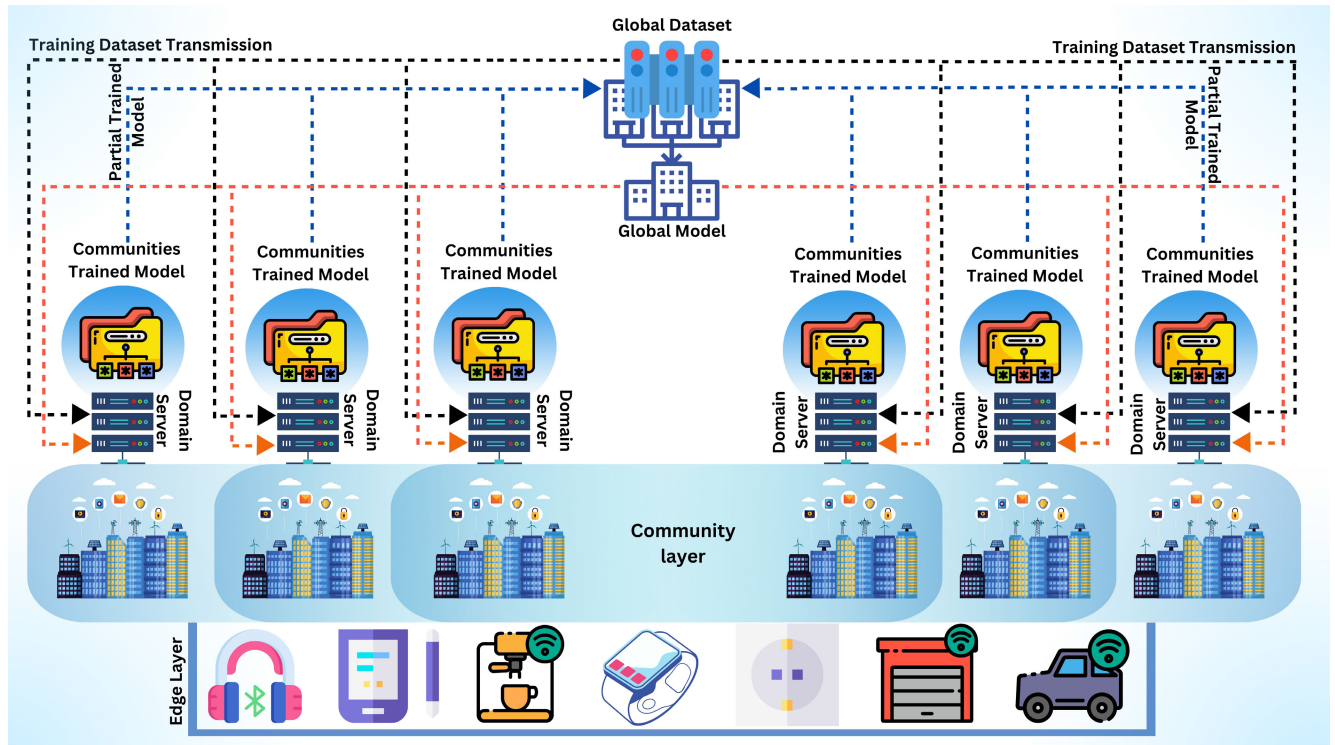 Global Dataset
Training Dataset Transmission
Training Dataset Transmission
Partial Trained
Model
Partial Trained
Model
Global Model
Communities
Trained Model
Communities
Trained Model
Communities
Trained Model
Communities
Trained Model
Communities
Trained Model
Communities
Trained Model
Domain
Server
Domain
Server
Domain
Server
Domain
Server
Domain
Server
Domain
Server
Community
layer
Edge Layer